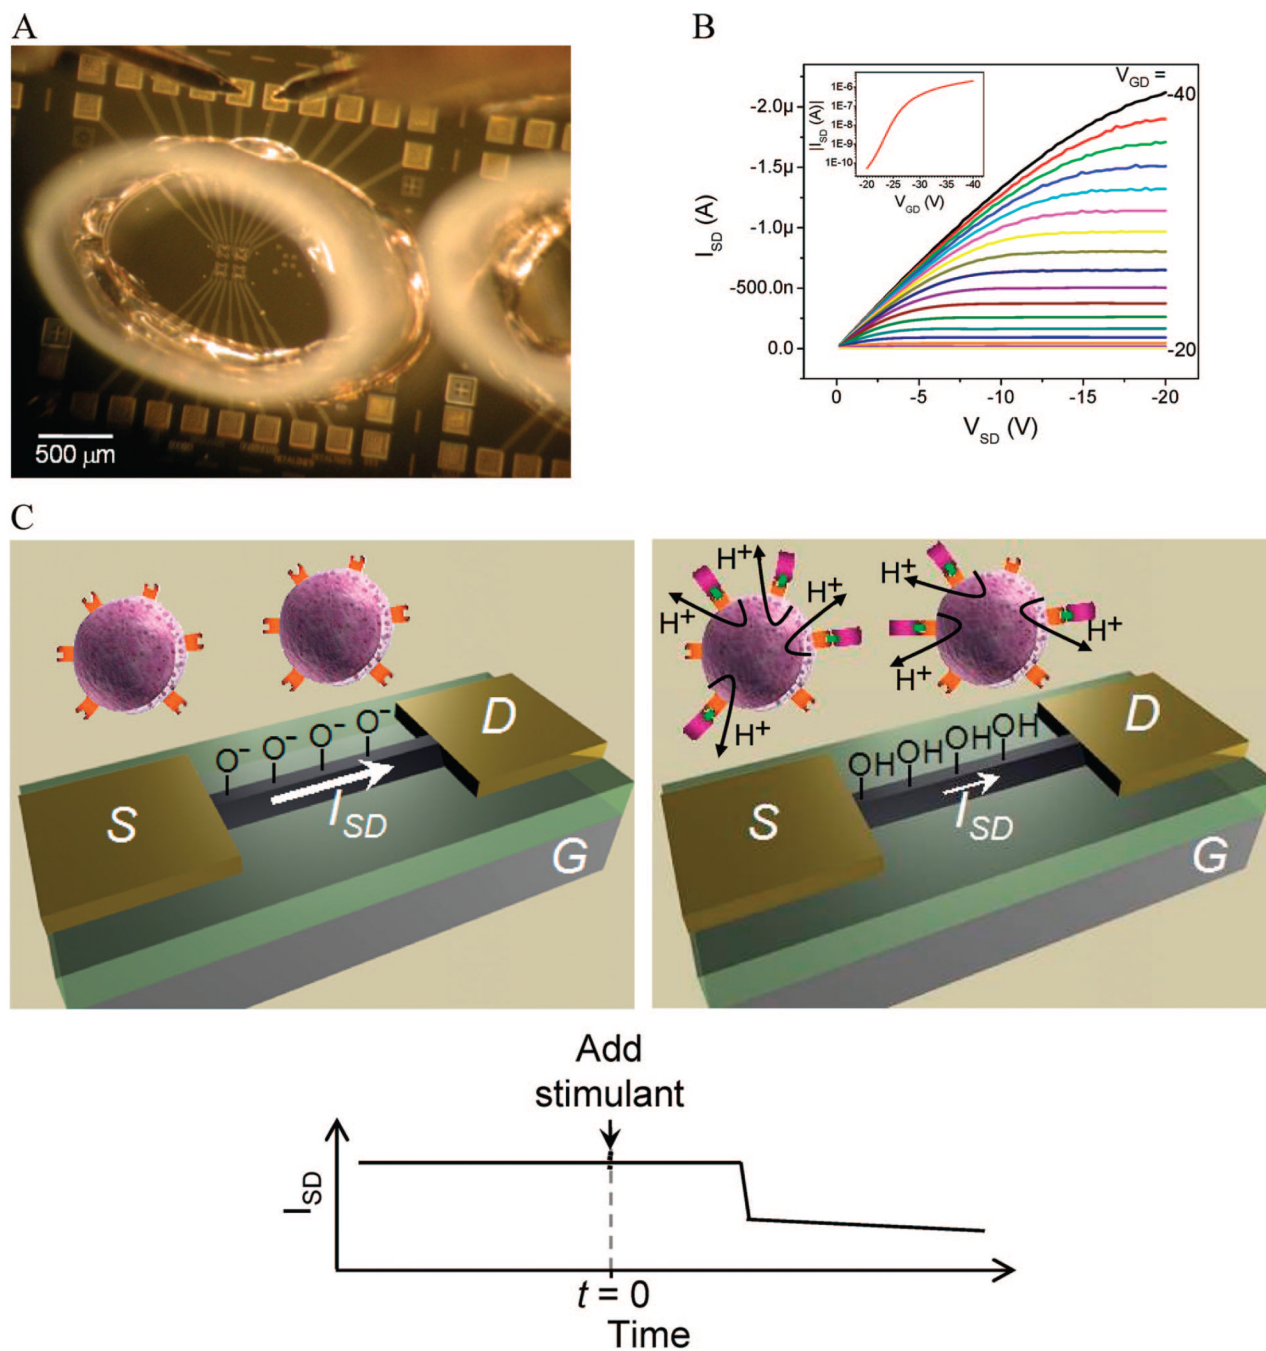 A
500 μm
B
V_GD =
-40
-20
-2.0μ
-1.5μ
-1.0μ
-500.0n
0.0
I_SD (A)
0
-5
-10
-15
-20
V_SD (V)
|I_SD (A)|
1E-6
1E-7
1E-8
1E-9
1E-10
-20
-25
-30
-35
-40
V_GD (V)
C
O⁻ O⁻ O⁻ O⁻
D
S
I_SD
G
H⁺
H⁺
H⁺
H⁺
H⁺
H⁺
H⁺
OH OH OH OH
D
S
I_SD
G
Add
stimulant
I_SD
t = 0
Time